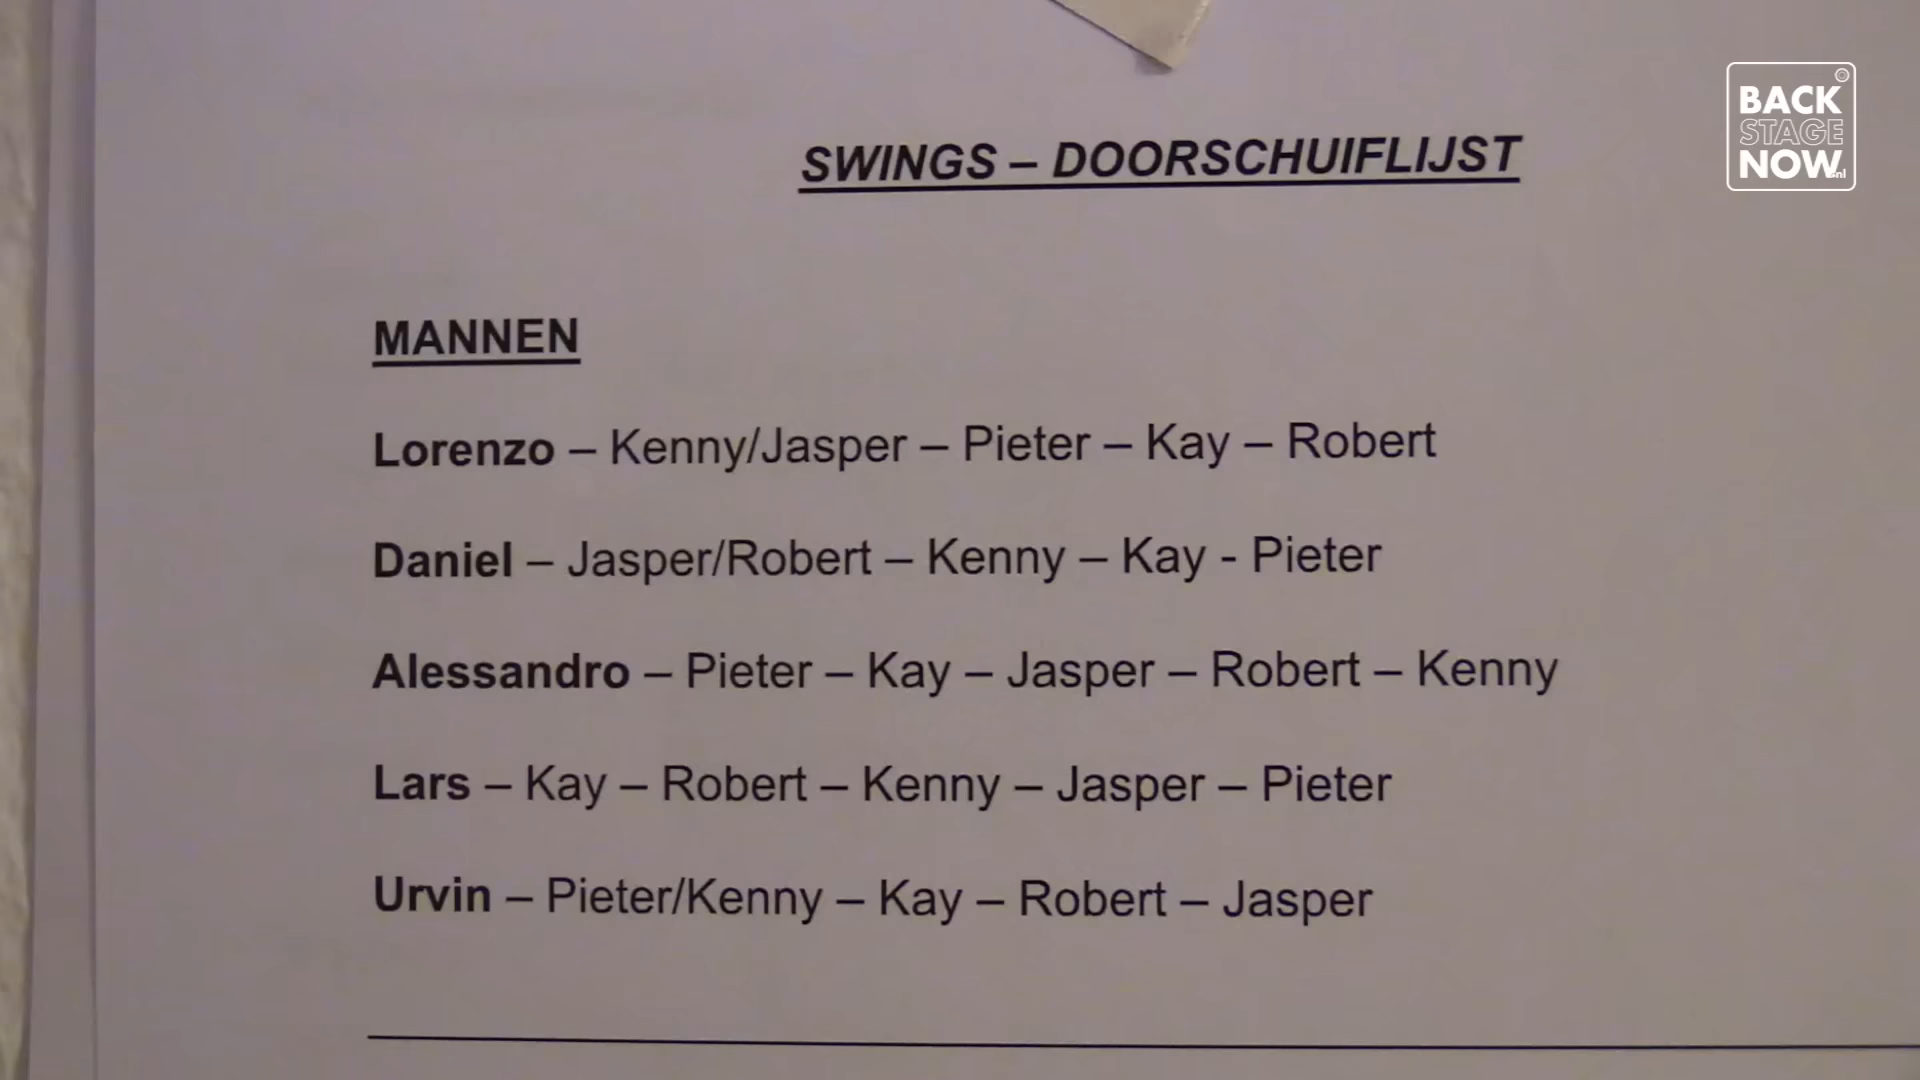 BACK
STAGE
NOW.nl
SWINGS – DOORSCHUIFLIJST
MANNEN
Lorenzo – Kenny/Jasper – Pieter – Kay – Robert
Daniel – Jasper/Robert – Kenny – Kay - Pieter
Alessandro – Pieter – Kay – Jasper – Robert – Kenny
Lars – Kay – Robert – Kenny – Jasper – Pieter
Urvin – Pieter/Kenny – Kay – Robert – Jasper